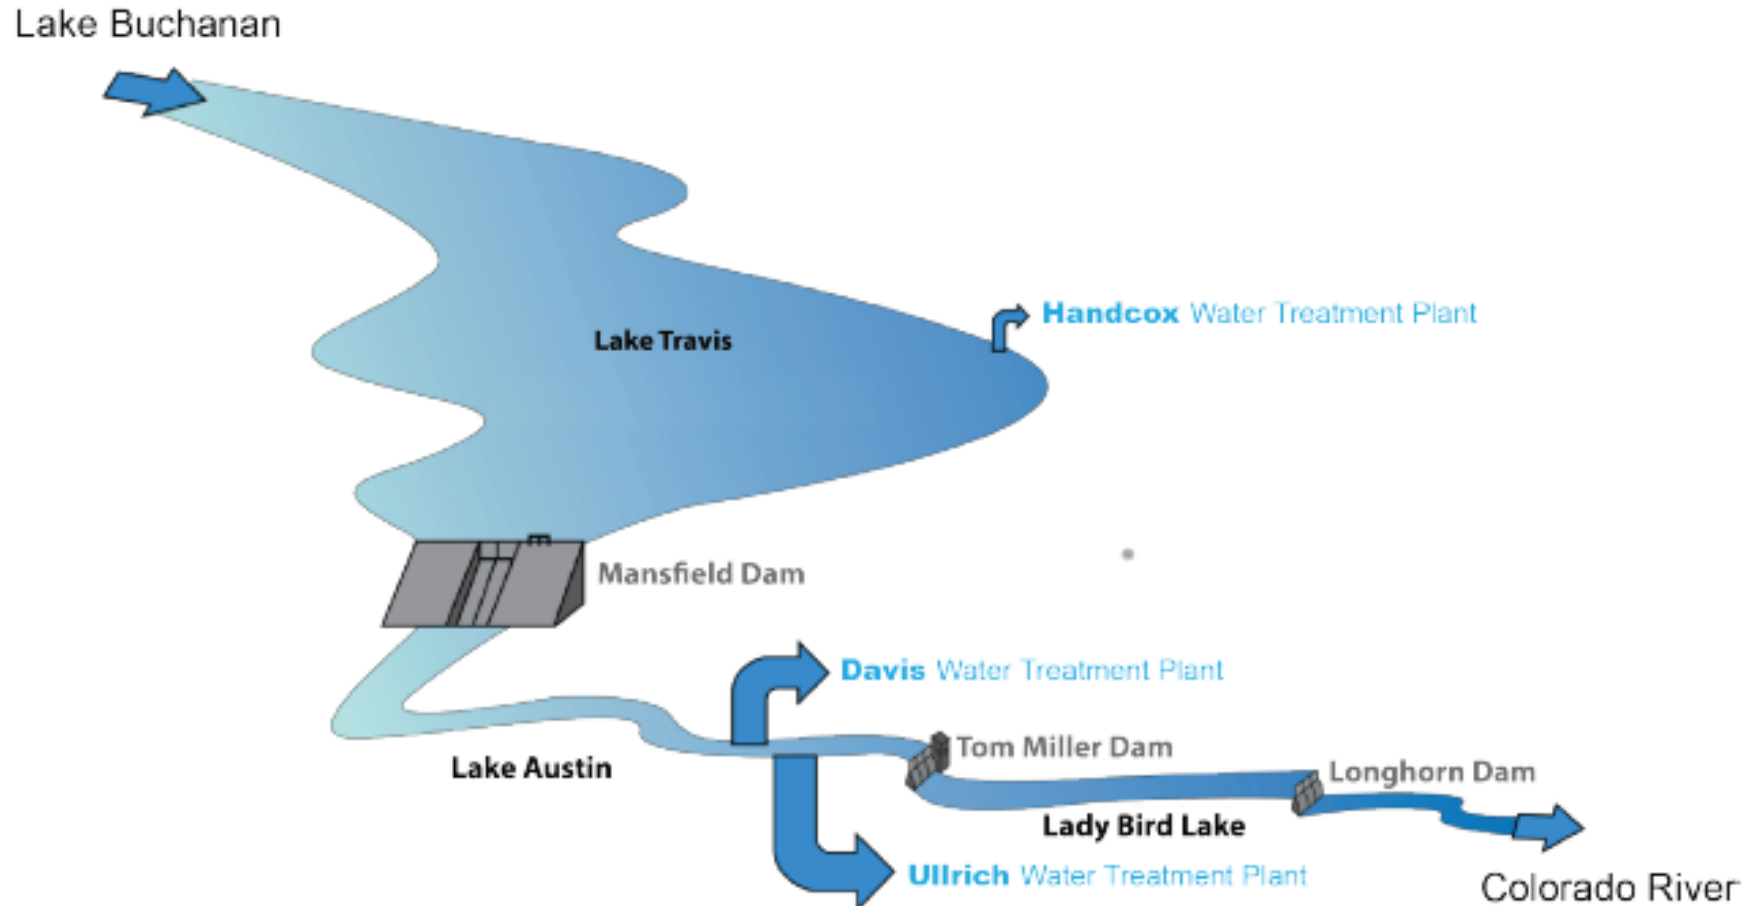 Lake Buchanan
Handcox Water Treatment Plant
Lake Travis
Mansfield Dam
Davis Water Treatment Plant
Tom Miller Dam
Lake Austin
Longhorn Dam
Lady Bird Lake
Ullrich Water Treatment Plant
Colorado River